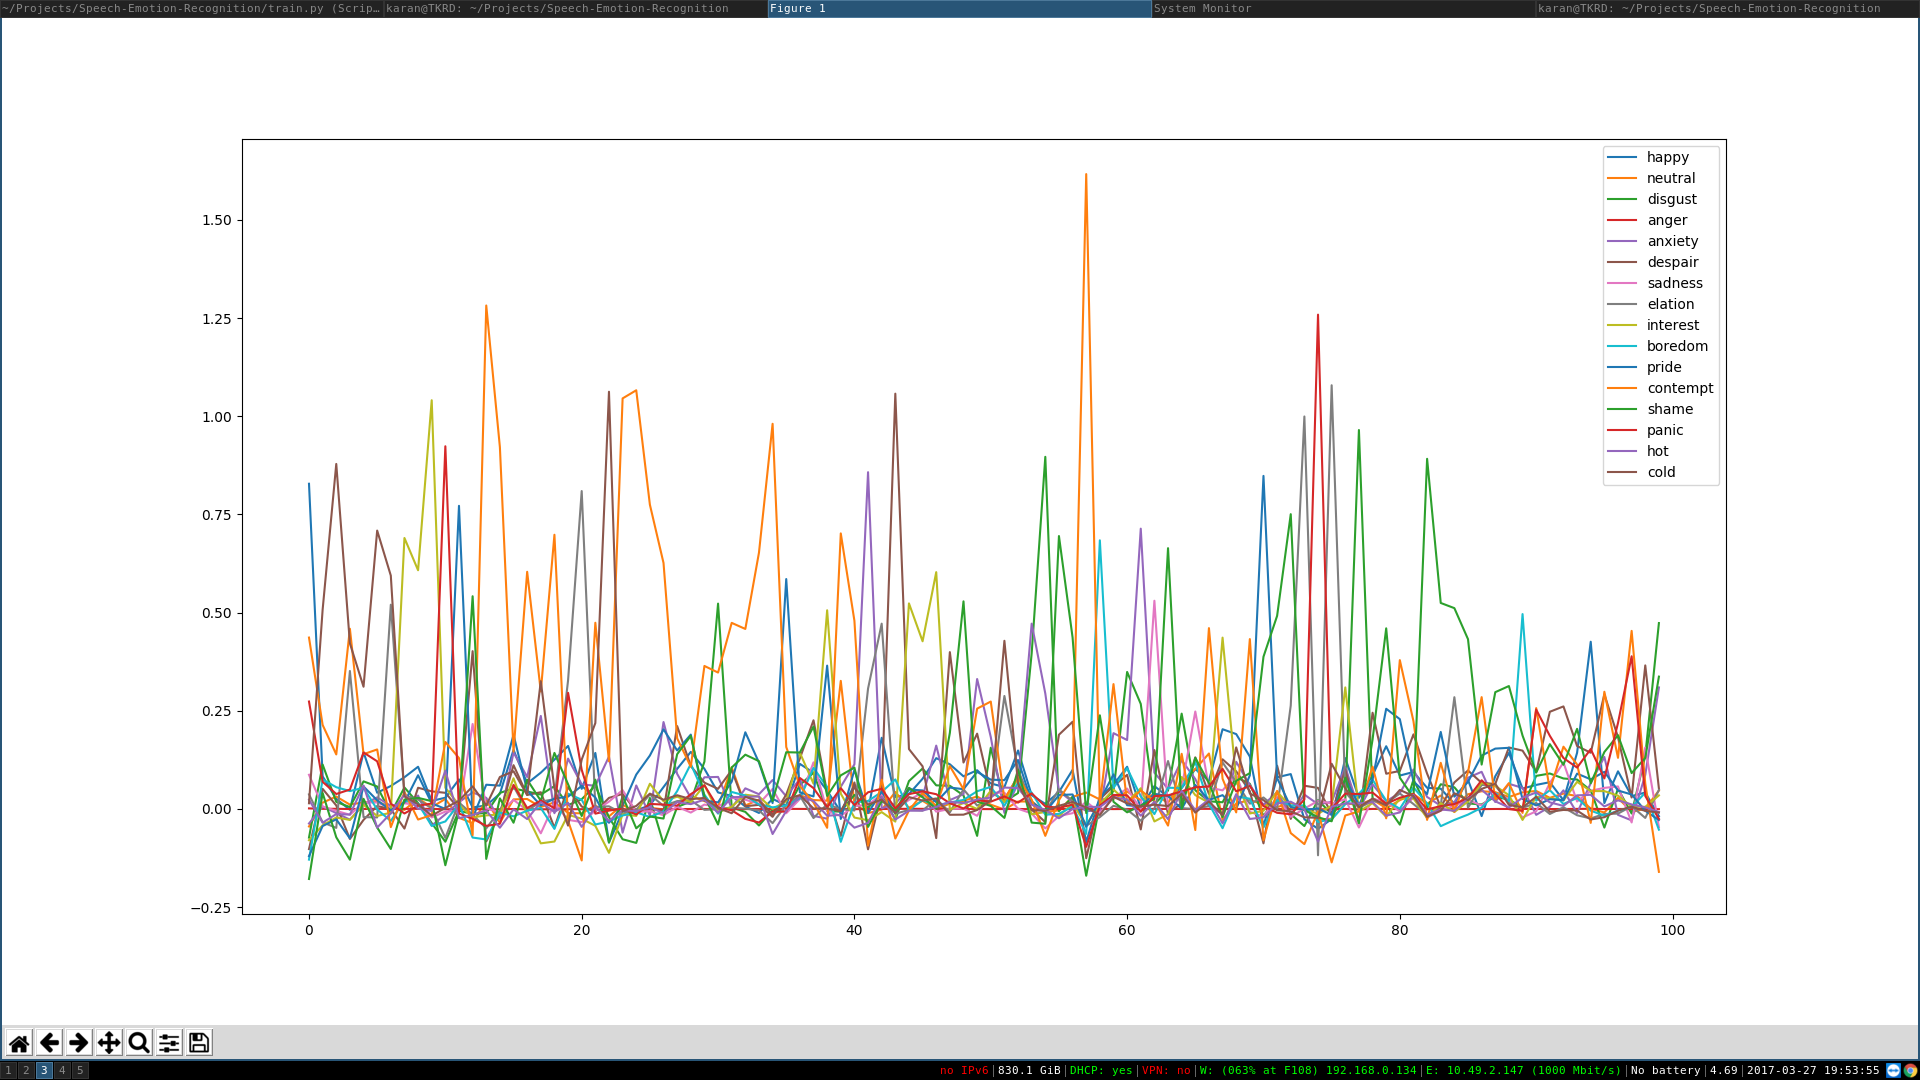 ~/Projects/Speech-Emotion-Recognition/train.py (Scrip… karan@TKRD: ~/Projects/Speech-Emotion-Recognition Figure 1 System Monitor karan@TKRD: ~/Projects/Speech-Emotion-Recognition
happy
neutral
disgust
anger
anxiety
despair
sadness
elation
interest
boredom
pride
contempt
shame
panic
hot
cold
1.50
1.25
1.00
0.75
0.50
0.25
0.00
−0.25
0 20 40 60 80 100
1 2 3 4 5 no IPv6|830.1 GiB|DHCP: yes|VPN: no|W: (063% at F108) 192.168.0.134|E: 10.49.2.147 (1000 Mbit/s)|No battery|4.69|2017-03-27 19:53:55